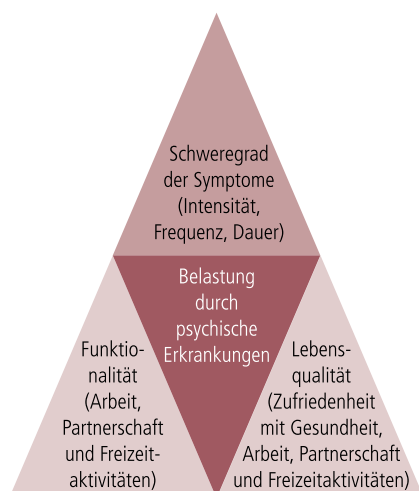 Schweregrad
der Symptome
(Intensität,
Frequenz, Dauer)
Belastung
durch
psychische
Erkrankungen
Funktio-
nalität
(Arbeit,
Partnerschaft
und Freizeit-
aktivitäten)
Lebens-
qualität
(Zufriedenheit
mit Gesundheit,
Arbeit, Partnerschaft
und Freizeitaktivitäten)